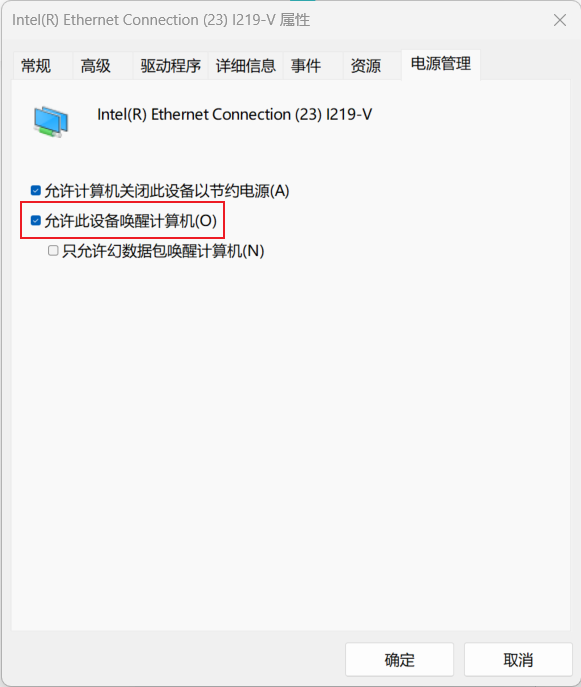 Intel(R) Ethernet Connection (23) I219-V 属性
常规 高级 驱动程序 详细信息 事件 资源 电源管理
Intel(R) Ethernet Connection (23) I219-V
允许计算机关闭此设备以节约电源(A)
允许此设备唤醒计算机(O)
只允许幻数据包唤醒计算机(N)
确定 取消